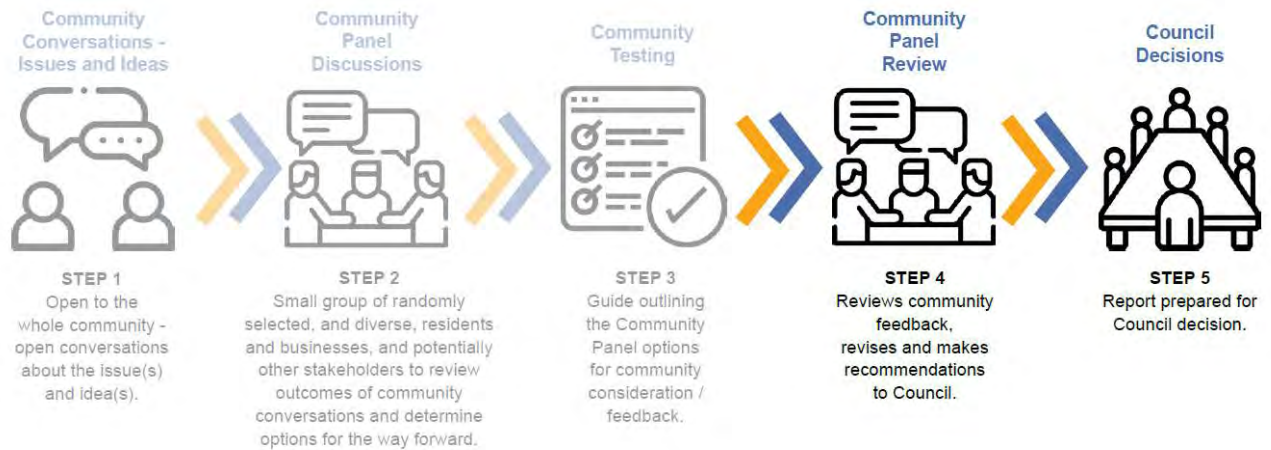 Community
Conversations -
Issues and Ideas
STEP 1
Open to the
whole community -
open conversations
about the issue(s)
and idea(s).
Community
Panel
Discussions
STEP 2
Small group of randomly
selected, and diverse, residents
and businesses, and potentially
other stakeholders to review
outcomes of community
conversations and determine
options for the way forward.
Community
Testing
STEP 3
Guide outlining
the Community
Panel options
for community
consideration /
feedback.
Community
Panel
Review
STEP 4
Reviews community
feedback,
revises and makes
recommendations
to Council.
Council
Decisions
STEP 5
Report prepared for
Council decision.